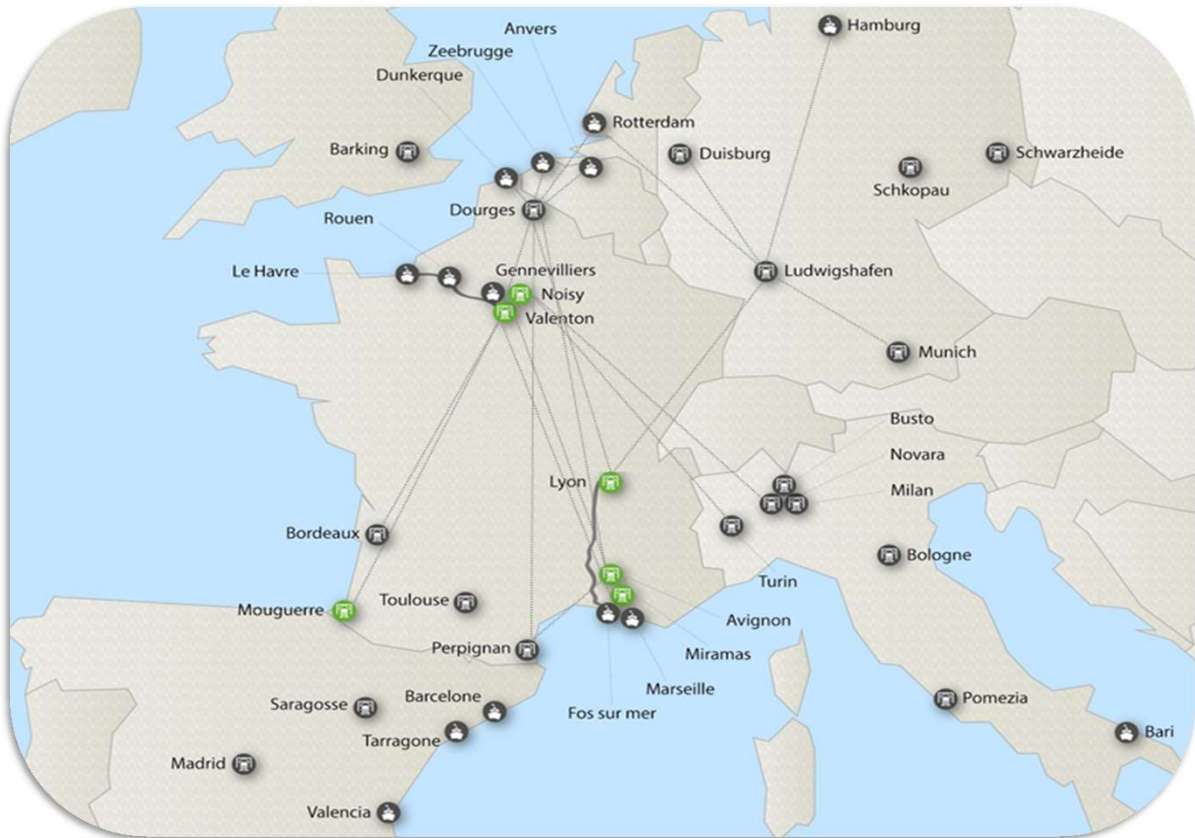 Hamburg
Anvers
Zeebrugge
Dunkerque
Rotterdam
Barking
Duisburg
Schwarzheide
Schkopau
Dourges
Rouen
Le Havre
Gennevilliers
Ludwigshafen
Noisy
Valenton
Munich
Busto
Novara
Lyon
Milan
Bordeaux
Bologne
Turin
Toulouse
Mouguerre
Avignon
Perpignan
Miramas
Marseille
Barcelone
Pomezia
Saragosse
Fos sur mer
Bari
Tarragone
Madrid
Valencia